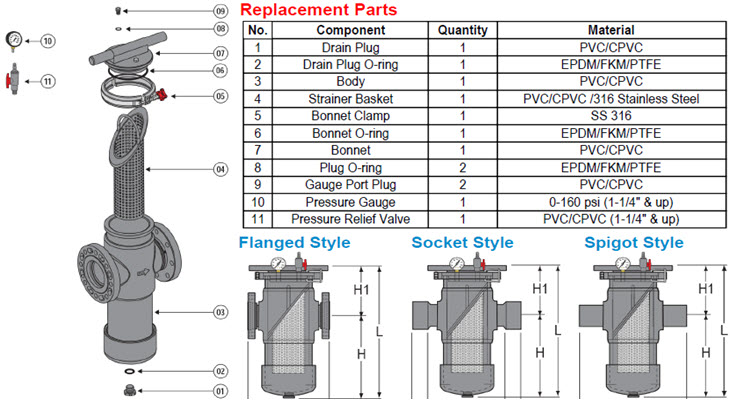 Replacement Parts
No. Component Quantity Material
1 Drain Plug 1 PVC/CPVC
2 Drain Plug O-ring 1 EPDM/FKM/PTFE
3 Body 1 PVC/CPVC
4 Strainer Basket 1 PVC/CPVC /316 Stainless Steel
5 Bonnet Clamp 1 SS 316
6 Bonnet O-ring 1 EPDM/FKM/PTFE
7 Bonnet 1 PVC/CPVC
8 Plug O-ring 2 EPDM/FKM/PTFE
9 Gauge Port Plug 2 PVC/CPVC
10 Pressure Gauge 1 0-160 psi (1-1/4" & up)
11 Pressure Relief Valve 1 PVC/CPVC (1-1/4" & up)
09
08
10
07
06
11
05
04
03
02
01
Flanged Style
H1
L
H
Socket Style
H1
L
H
Spigot Style
H1
L
H